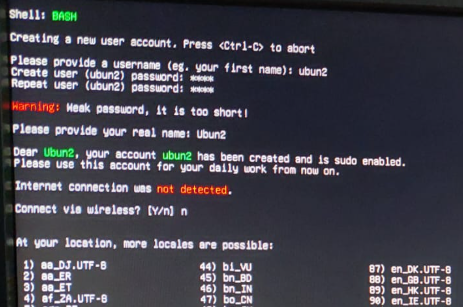 Shell: BASH
Creating a new user account. Press <Ctrl-C> to abort
Please provide a username (eg. your first name): ubun2
Create user (ubun2) password: ****
Repeat user (ubun2) password: ****
Warning: Weak password, it is too short!
Please provide your real name: Ubun2
Dear Ubun2, your account ubun2 has been created and is sudo enabled.
Please use this account for your daily work from now on.
Internet connection was not detected.
Connect via wireless? [Y/n] n
At your location, more locales are possible:
1) aa_DJ.UTF-8 44) bi_VU 87) en_DK.UTF-8
2) aa_ER 45) bn_BD 88) en_GB.UTF-8
3) aa_ET 46) bn_IN 89) en_HK.UTF-8
4) af_ZA.UTF-8 47) bo_CN 90) en_IE.UTF-8